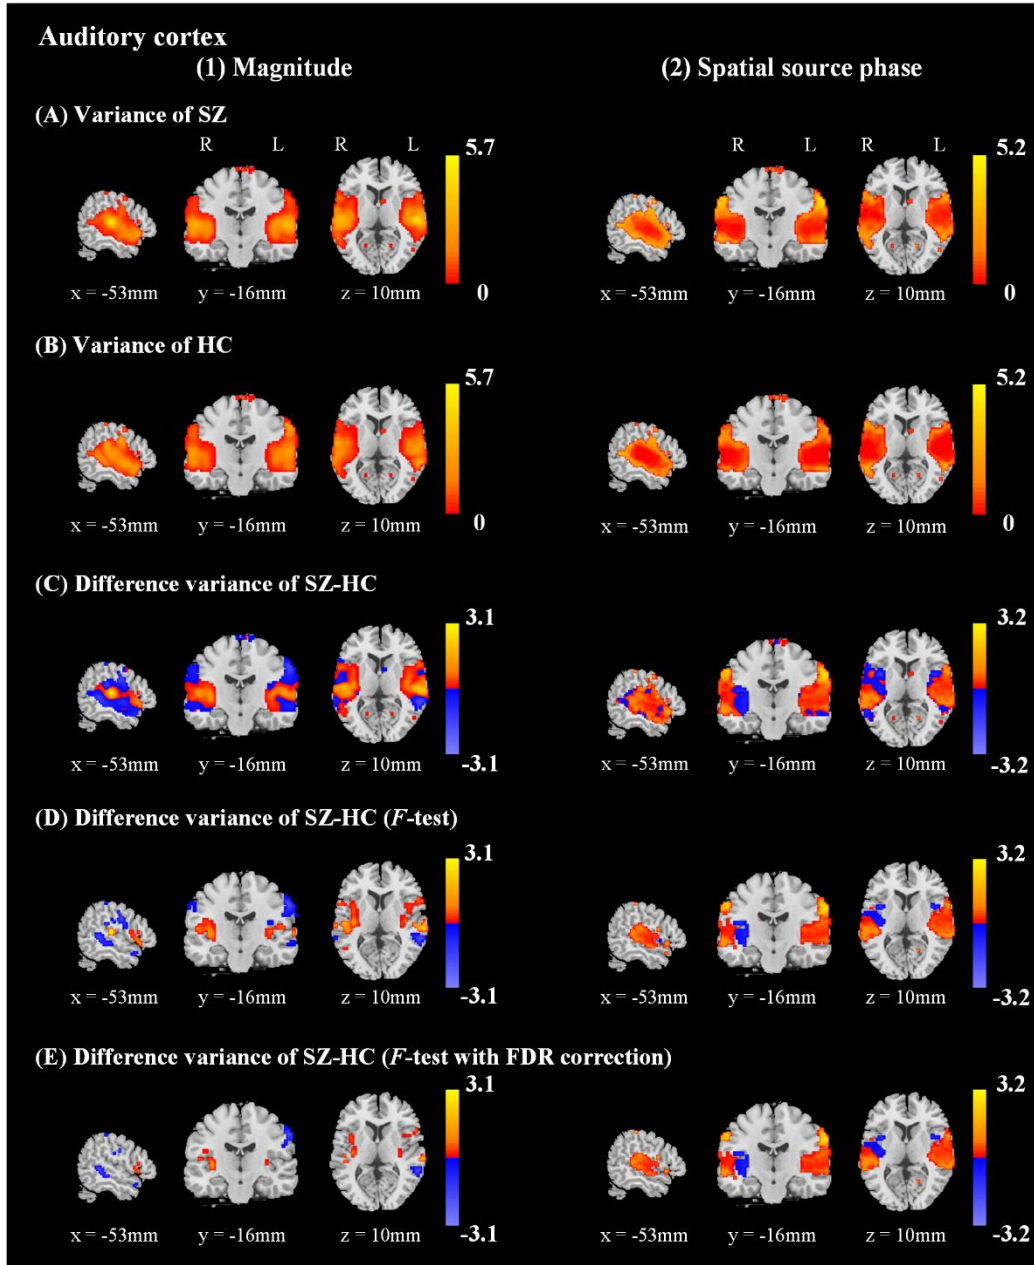 Auditory cortex
(1) Magnitude (2) Spatial source phase
(A) Variance of SZ
R L R L 5.7 R L R L 5.2
x = -53mm y = -16mm z = 10mm 0 x = -53mm y = -16mm z = 10mm 0
(B) Variance of HC
5.7 5.2
x = -53mm y = -16mm z = 10mm 0 x = -53mm y = -16mm z = 10mm 0
(C) Difference variance of SZ-HC
3.1 3.2
x = -53mm y = -16mm z = 10mm -3.1 x = -53mm y = -16mm z = 10mm -3.2
(D) Difference variance of SZ-HC (F-test)
3.1 3.2
x = -53mm y = -16mm z = 10mm -3.1 x = -53mm y = -16mm z = 10mm -3.2
(E) Difference variance of SZ-HC (F-test with FDR correction)
3.1 3.2
x = -53mm y = -16mm z = 10mm -3.1 x = -53mm y = -16mm z = 10mm -3.2